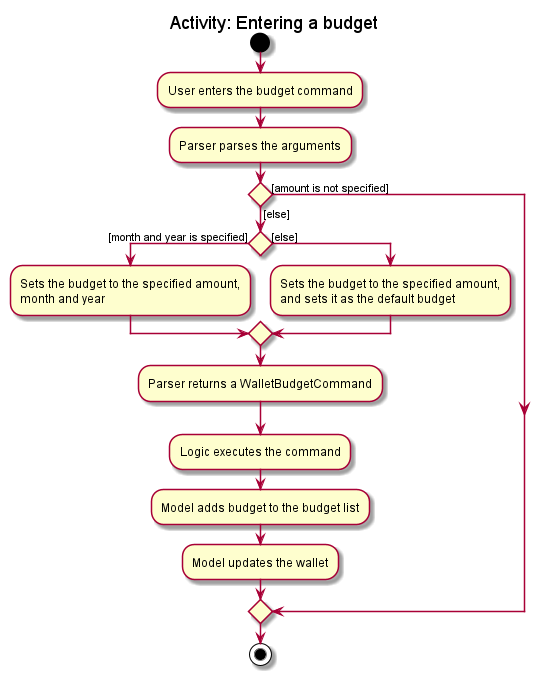 Activity: Entering a budget
User enters the budget command
Parser parses the arguments
[amount is not specified]
[else]
[month and year is specified]
[else]
Sets the budget to the specified amount,
month and year
Sets the budget to the specified amount,
and sets it as the default budget
Parser returns a WalletBudgetCommand
Logic executes the command
Model adds budget to the budget list
Model updates the wallet